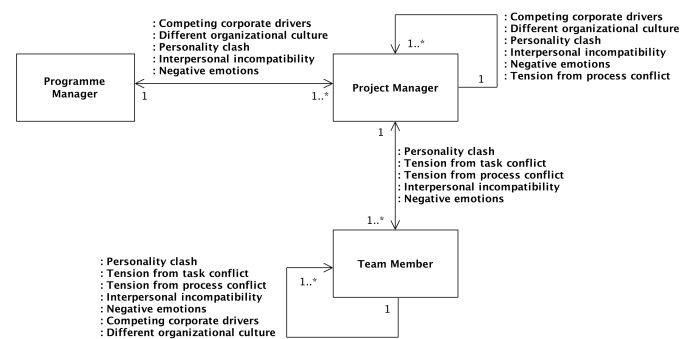 : Competing corporate drivers
: Different organizational culture
: Personality clash
: Interpersonal incompatibility
: Negative emotions
Programme
Manager
1
1..*
Project Manager
1..*
1
: Competing corporate drivers
: Different organizational culture
: Personality clash
: Interpersonal incompatibility
: Negative emotions
: Tension from process conflict
1
: Personality clash
: Tension from task conflict
: Tension from process conflict
: Interpersonal incompatibility
: Negative emotions
1..*
Team Member
: Personality clash
: Tension from task conflict
: Tension from process conflict
: Interpersonal incompatibility
: Negative emotions
: Competing corporate drivers
: Different organizational culture
1..*
1